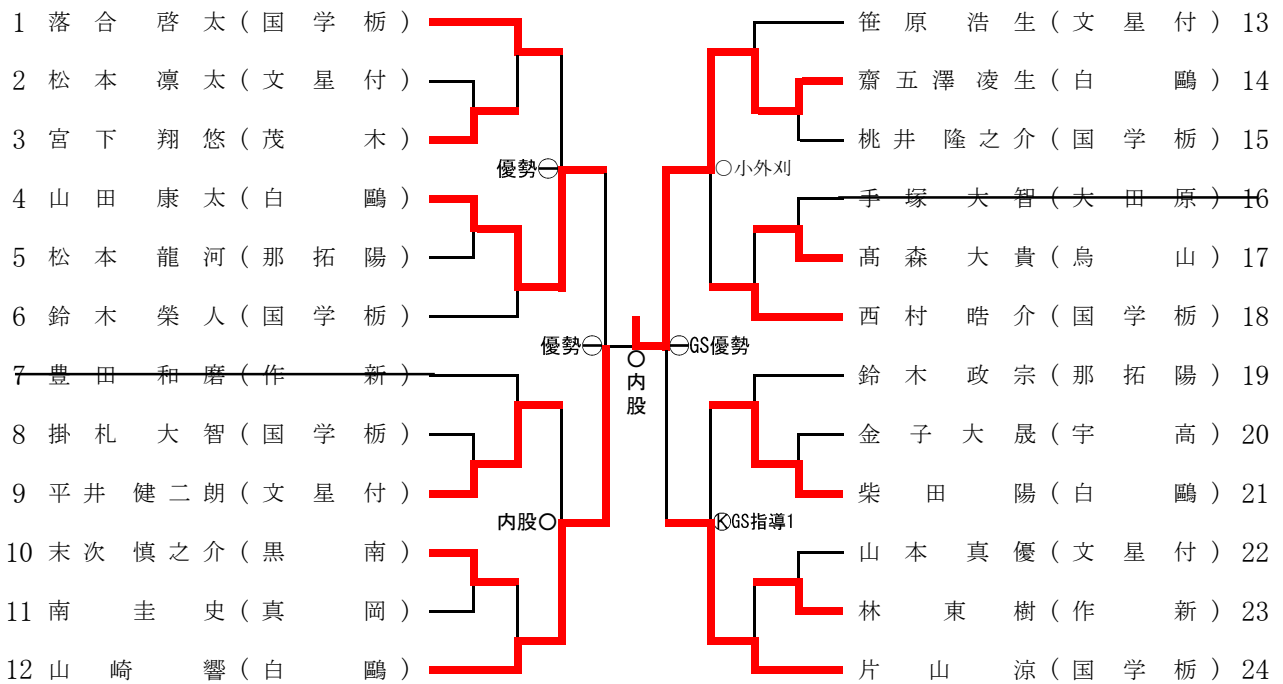 1 落合 啓太(国学栃)
2 松本 凛太(文星付)
3 宮下 翔悠(茂 木)
4 山田 康太(白 鷗)
5 松本 龍河(那拓陽)
6 鈴木 榮人(国学栃)
7 豊田 和磨(作 新)
8 掛札 大智(国学栃)
9 平井 健二朗(文星付)
10 末次 慎之介(黒 南)
11 南 圭史(真 岡)
12 山崎 響(白 鷗)
優勢
優勢
内股〇
〇内股
〇小外刈
GS優勢
ⓀGS指導1
笹原 浩生(文星付) 13
齋五澤凌生(白 鷗) 14
桃井 隆之介(国学栃) 15
手塚 大智(大田原) 16
髙森 大貴(烏 山) 17
西村 晧介(国学栃) 18
鈴木 政宗(那拓陽) 19
金子 大晟(宇 高) 20
柴田 陽(白 鷗) 21
山本 真優(文星付) 22
林 東樹(作 新) 23
片山 涼(国学栃) 24